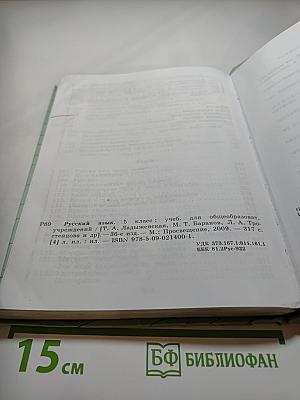 Р89 Русский язык. 5 класс : учеб. для общеобразоват.
учреждений / [Т. А. Ладыженская, М. Т. Баранов, Л. А. Тро-
стенцова и др]. — 36-е изд. — М. : Просвещение, 2009. — 317 с.
[4] л. ил. : ил. — ISBN 978-5-09-021400-1.
УДК 373.167.1:811.161.1
ББК 81.2Рус-922
15 см
БФ БИБЛИОФАН